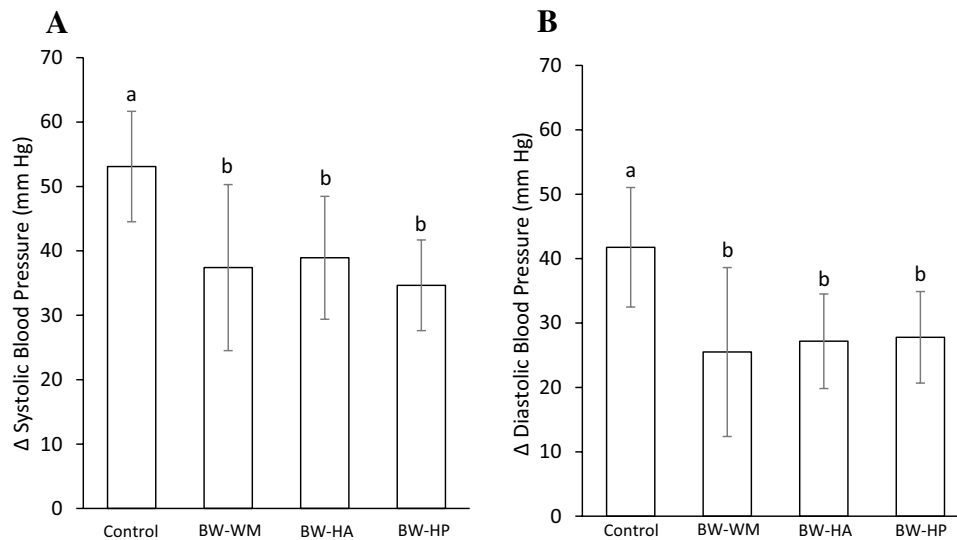 A
Δ Systolic Blood Pressure (mm Hg)
70
60
50
40
30
20
10
0
a
b
b
b
Control
BW-WM
BW-HA
BW-HP
B
Δ Diastolic Blood Pressure (mm Hg)
70
60
50
40
30
20
10
0
a
b
b
b
Control
BW-WM
BW-HA
BW-HP